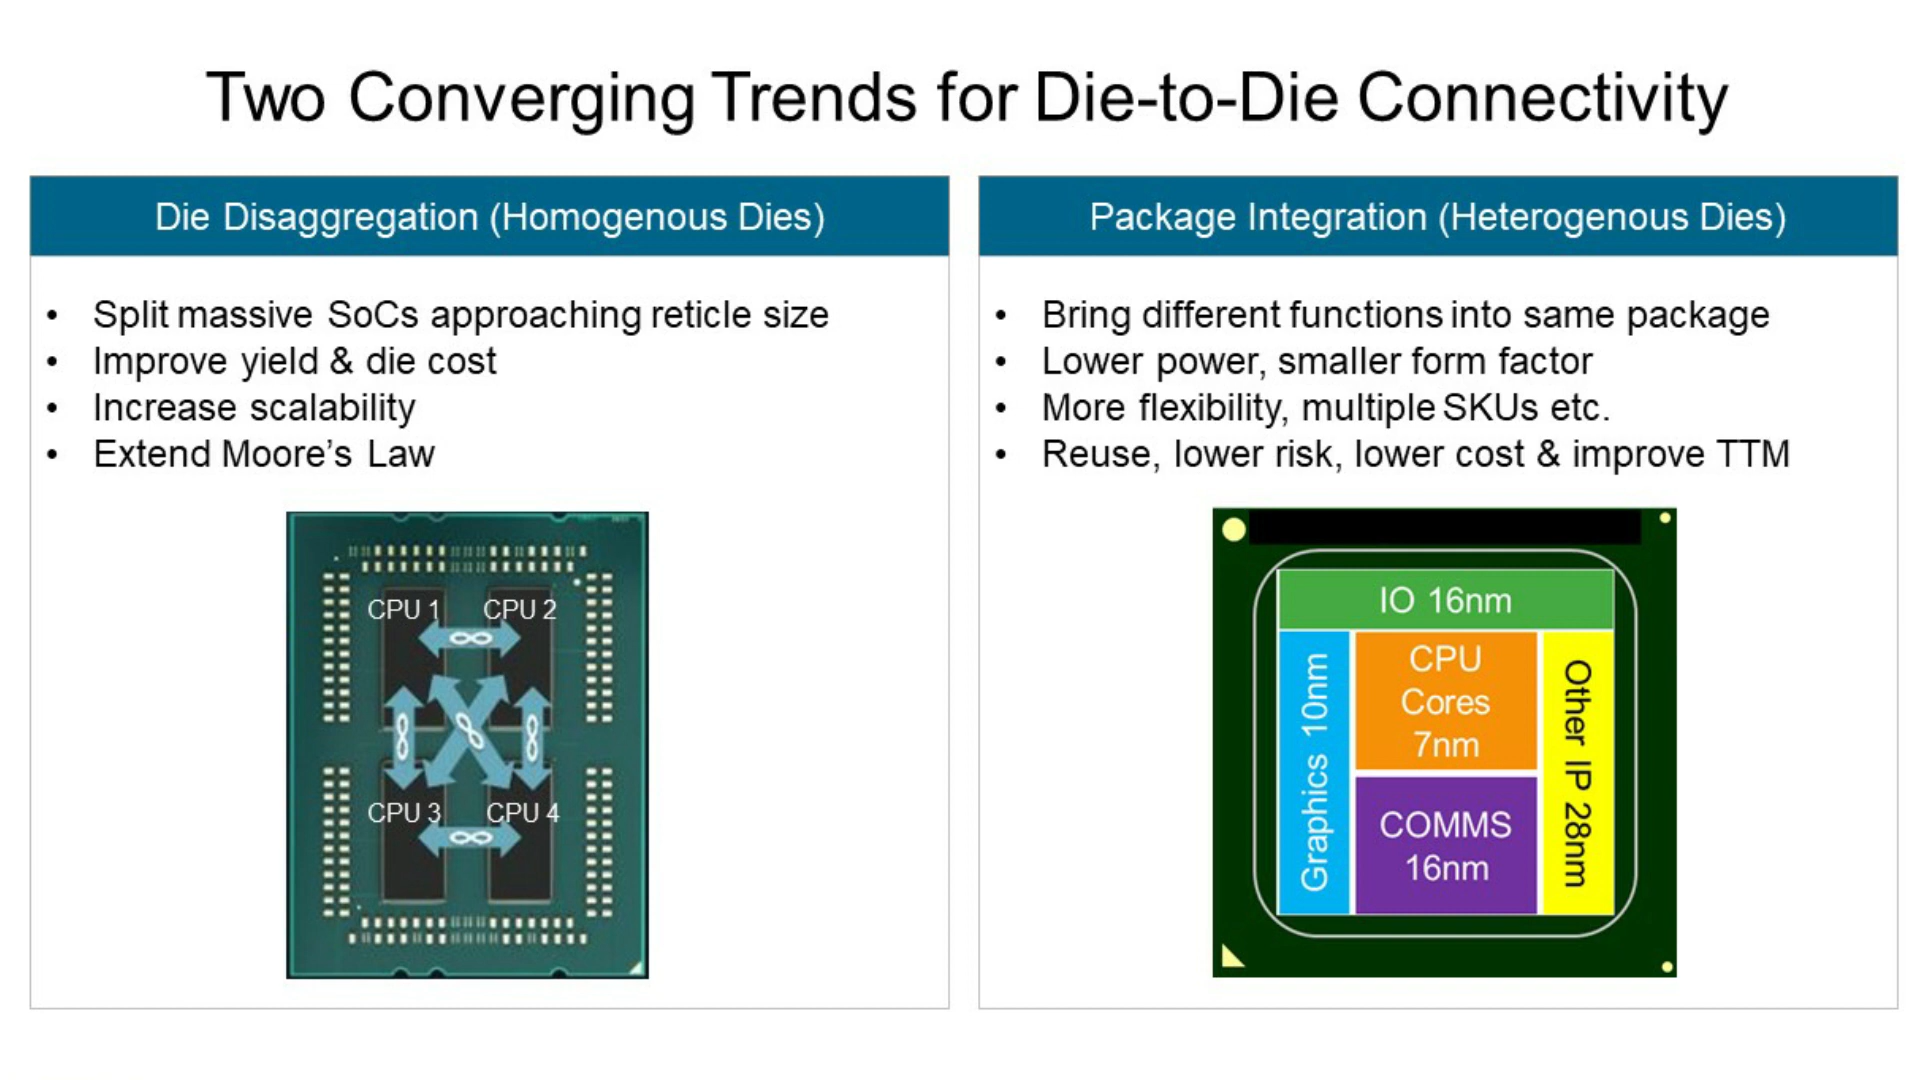 Two Converging Trends for Die-to-Die Connectivity
Die Disaggregation (Homogenous Dies)
• Split massive SoCs approaching reticle size
• Improve yield & die cost
• Increase scalability
• Extend Moore’s Law
CPU 1
CPU 2
CPU 3
CPU 4
Package Integration (Heterogenous Dies)
• Bring different functions into same package
• Lower power, smaller form factor
• More flexibility, multiple SKUs etc.
• Reuse, lower risk, lower cost & improve TTM
IO 16nm
Graphics 10nm
CPU
Cores
7nm
COMMS
16nm
Other IP 28nm